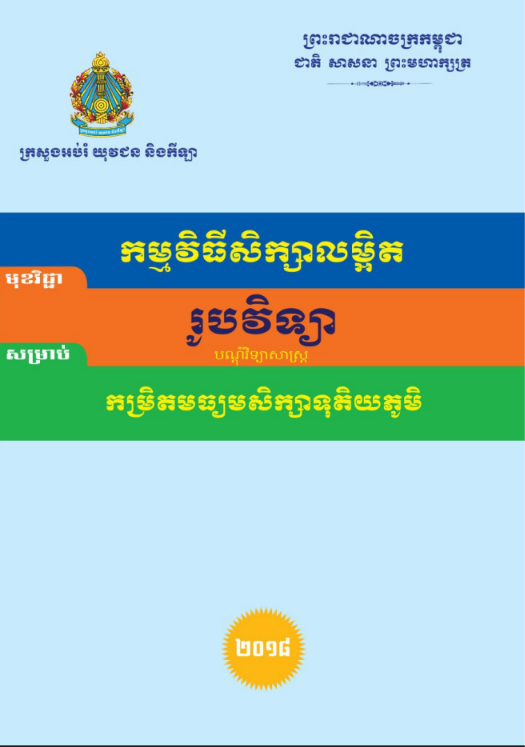 ព្រះរាជាណាចក្រកម្ពុជា
ជាតិ សាសនា ព្រះមហាក្សត្រ
ក្រសួងអប់រំ យុវជន និងកីឡា
កម្មវិធីសិក្សាលម្អិត
មុខវិជ្ជា
រូបវិទ្យា
បណ្ដុំវិទ្យាសាស្ត្រ
សម្រាប់
កម្រិតមធ្យមសិក្សាទុតិយភូមិ
២០១៨